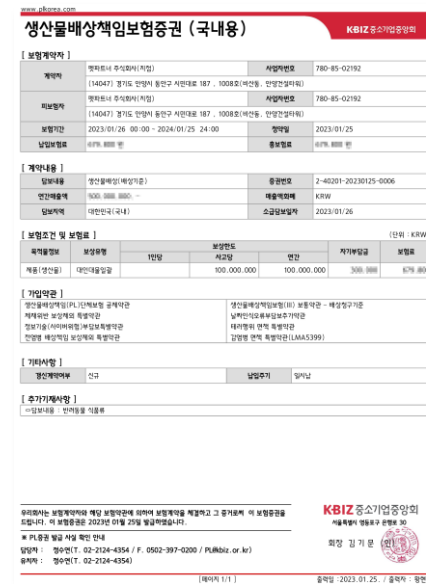 www.plkorea.com
생산물배상책임보험증권 (국내용)
KBIZ 중소기업중앙회
[ 보험계약자 ]
계약자 펫파트너 주식회사(지점) 사업자번호 780-85-02192
[14047] 경기도 안양시 동안구 시민대로 187 , 1008호(비산동, 안양건설타워)
피보험자 펫파트너 주식회사(지점) 사업자번호 780-85-02192
[14047] 경기도 안양시 동안구 시민대로 187 , 1008호(비산동, 안양건설타워)
보험기간 2023/01/26 00:00 ~ 2024/01/25 24:00 청약일 2023/01/25
납입보험료 총보험료
[ 계약내용 ]
담보내용 생산물배상(배상기준) 증권번호 2-40201-20230125-0006
연간매출액 매출액화폐 KRW
담보지역 대한민국(국내) 소급담보일자 2023/01/26
[ 보험조건 및 보험료 ] (단위 : KRW
목적물정보 보상유형 보상한도 자기부담금 보험료
1인당 사고당 연간
제품(생산물) 대인대물일괄 100.000.000 100.000.000
[ 가입약관 ]
생산물배상책임(PL)단체보험 공제약관 생산물배상책임보험(III) 보통약관 - 배상청구기준
제재위반 보상제외 특별약관 날짜인식오류부담보추가약관
정보기술(사이버위험)부담보특별약관 테러행위 면책 특별약관
전염병 배상책임 보상제외 특별약관 감염병 면책 특별약관(LMA5399)
[ 기타사항 ]
갱신계약여부 신규 납입주기 일시납
[ 추가기재사항 ]
⇨담보내용 : 반려동물 식품류
우리회사는 보험계약자와 해당 보험약관에 의하여 보험계약을 체결하고 그 증거로써 이 보험증권을
드립니다. 이 보험증권은 2023년 01월 25일 발급하였습니다.
※ PL증권 발급 사실 확인 안내
담당자 : 정수연(T. 02-2124-4354 / F. 0502-397-0200 / PL@kbiz.or.kr)
유치자 : 정수연(T. 02-2124-4354)
KBIZ 중소기업중앙회
서울특별시 영등포구 은행로 30
회장 김 기 문 (인)
[페이지 1/1]
출력일 :2023.01.25. / 출력자 : 황현